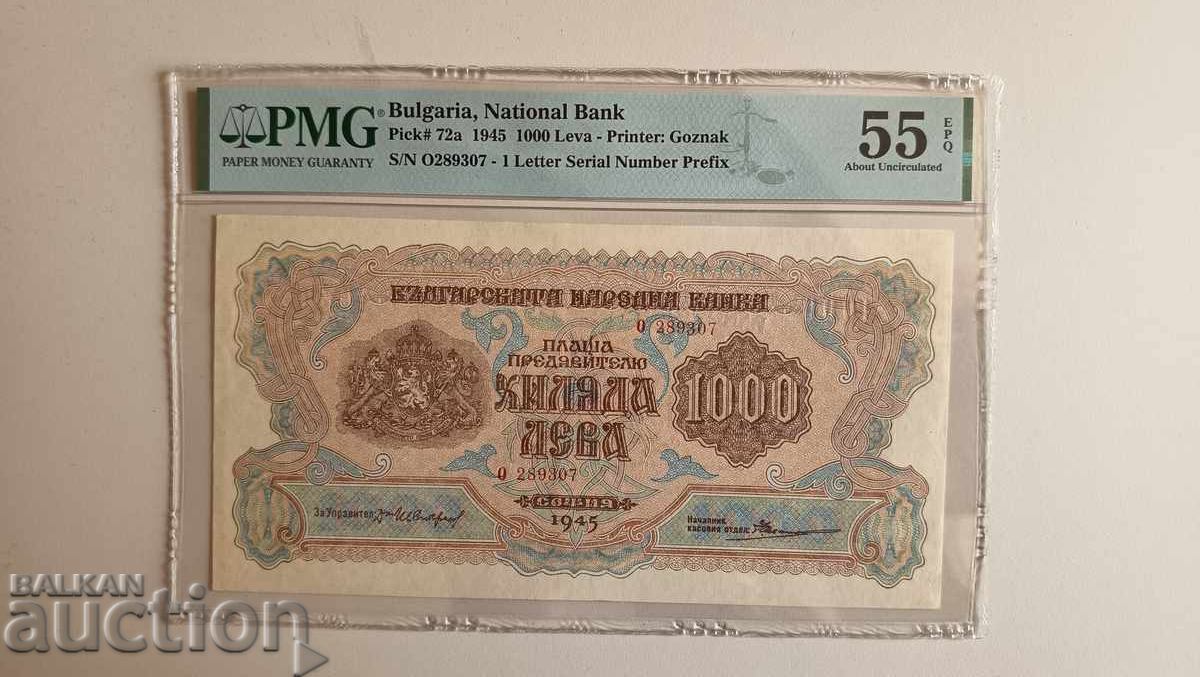 PMG®
PAPER MONEY GUARANTY
Bulgaria, National Bank
Pick# 72a 1945 1000 Leva - Printer: Goznak
S/N O289307 - 1 Letter Serial Number Prefix
55
EPQ
About Uncirculated
БЪЛГАРСКАТА НАРОДНА БАНКА
О 289307
ПЛАЩА
ПРЕДЯВИТЕЛЮ
ХИЛЯДА
ЛЕВА
1000
О 289307
СОФИЯ
1945
За Управител:
Началник
касовия отдел:
BALKAN
auction